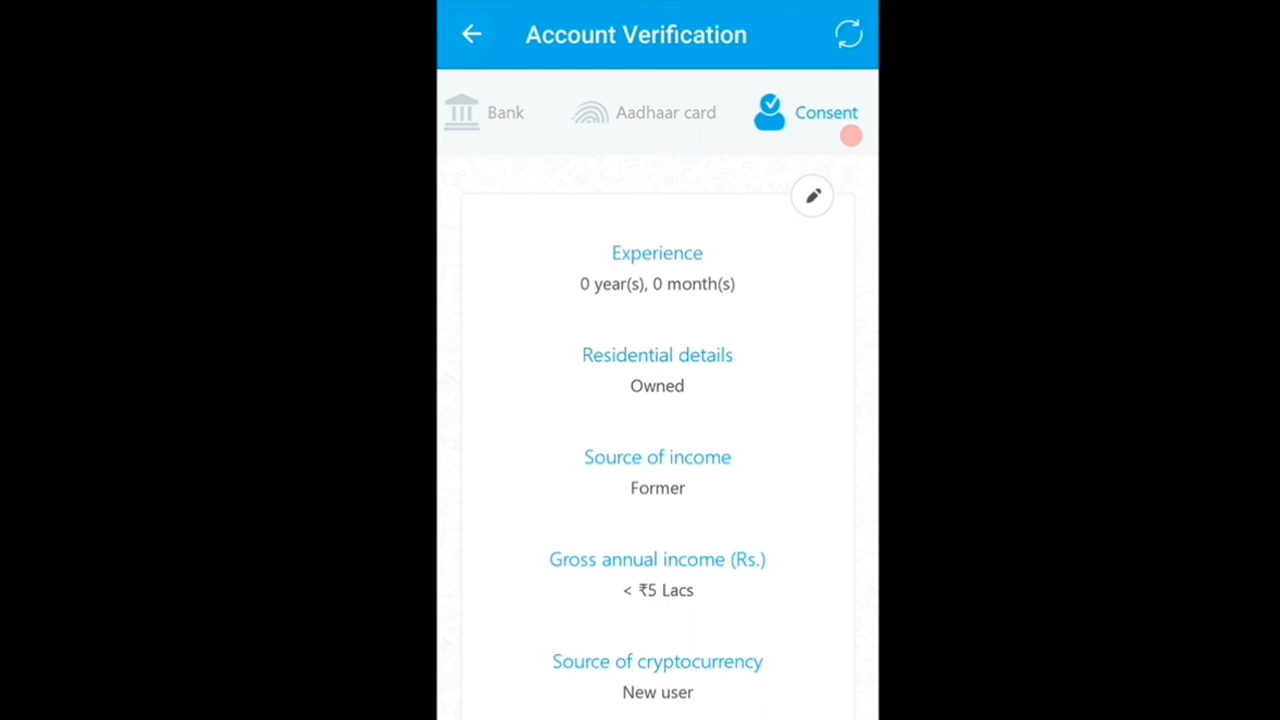 Account Verification
Bank
Aadhaar card
Consent
Experience
0 year(s), 0 month(s)
Residential details
Owned
Source of income
Former
Gross annual income (Rs.)
< ₹5 Lacs
Source of cryptocurrency
New user